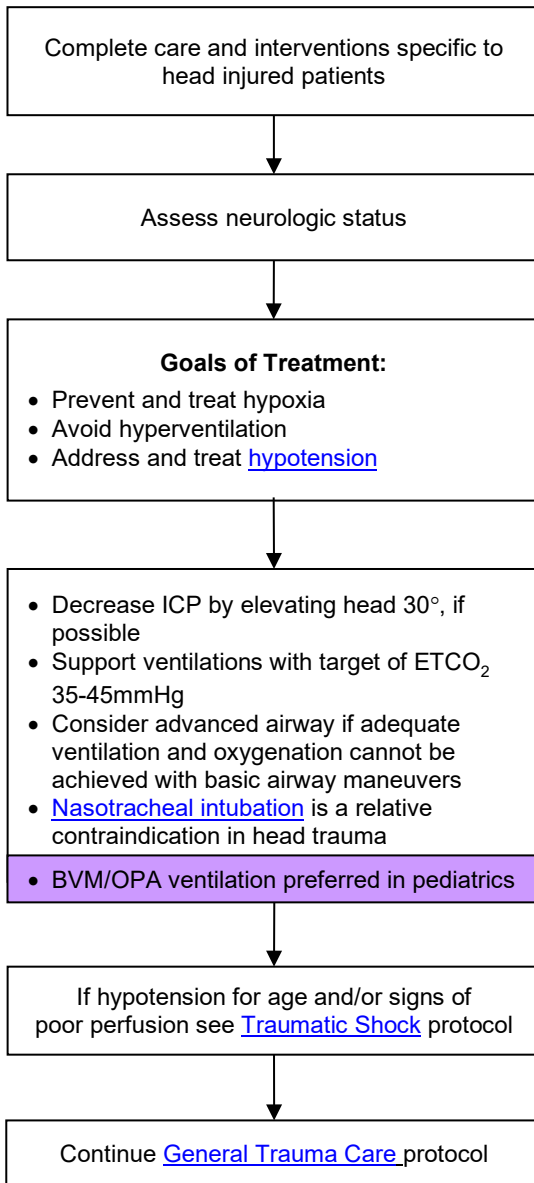 Complete care and interventions specific to
head injured patients
Assess neurologic status
Goals of Treatment:
• Prevent and treat hypoxia
• Avoid hyperventilation
• Address and treat hypotension
• Decrease ICP by elevating head 30°, if
possible
• Support ventilations with target of ETCO₂
35-45mmHg
• Consider advanced airway if adequate
ventilation and oxygenation cannot be
achieved with basic airway maneuvers
• Nasotracheal intubation is a relative
contraindication in head trauma
• BVM/OPA ventilation preferred in pediatrics
If hypotension for age and/or signs of
poor perfusion see Traumatic Shock protocol
Continue General Trauma Care protocol